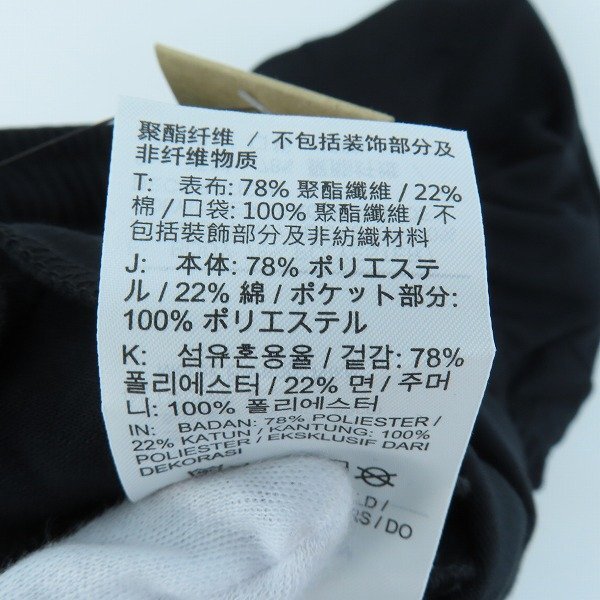 聚酯纤维 / 不包括装饰部分及
非纤维物质
T: 表布: 78% 聚酯纖維 / 22%
棉 / 口袋: 100% 聚酯纖維 / 不
包括裝飾部分及非紡織材料
J: 本体: 78% ポリエステ
ル / 22% 綿 / ポケット部分:
100% ポリエステル
K: 섬유혼용율 / 겉감: 78%
폴리에스터 / 22% 면 / 주머
니: 100% 폴리에스터
IN: BADAN: 78% POLIESTER /
22% KATUN / KANTUNG: 100%
POLIESTER / EKSKLUSIF DARI
DEKORASI
/ DO